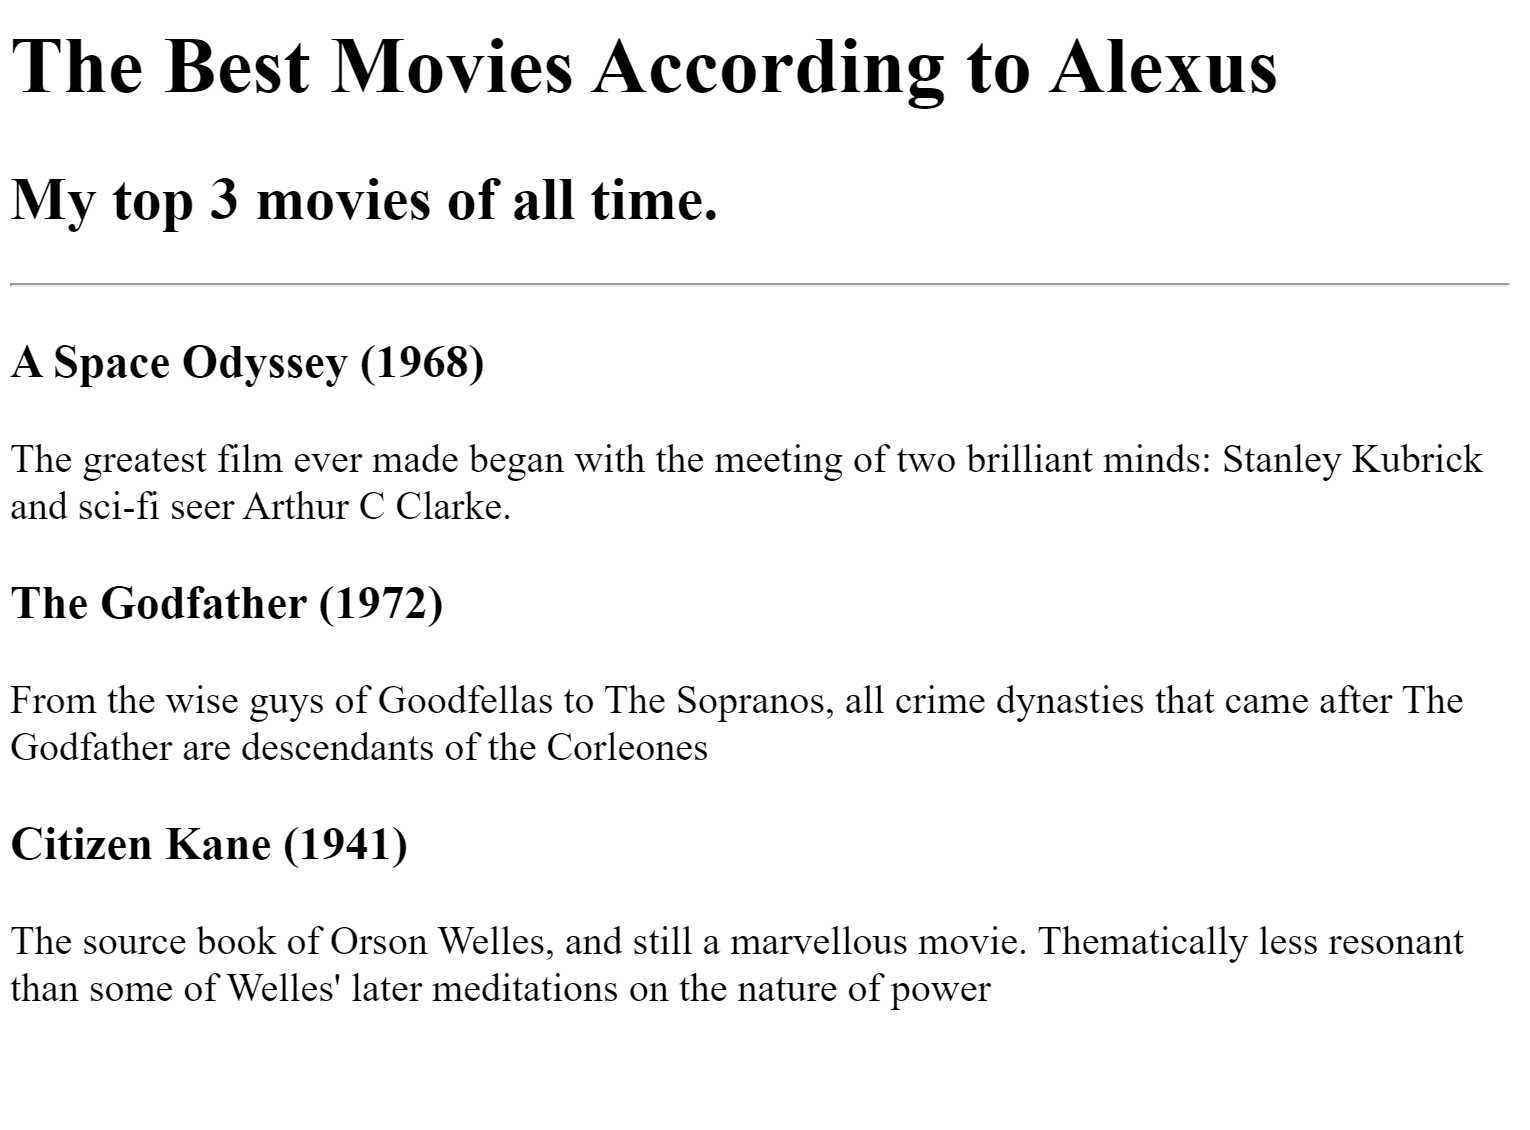 The Best Movies According to Alexus
My top 3 movies of all time.
A Space Odyssey (1968)
The greatest film ever made began with the meeting of two brilliant minds: Stanley Kubrick
and sci-fi seer Arthur C Clarke.
The Godfather (1972)
From the wise guys of Goodfellas to The Sopranos, all crime dynasties that came after The
Godfather are descendants of the Corleones
Citizen Kane (1941)
The source book of Orson Welles, and still a marvellous movie. Thematically less resonant
than some of Welles' later meditations on the nature of power